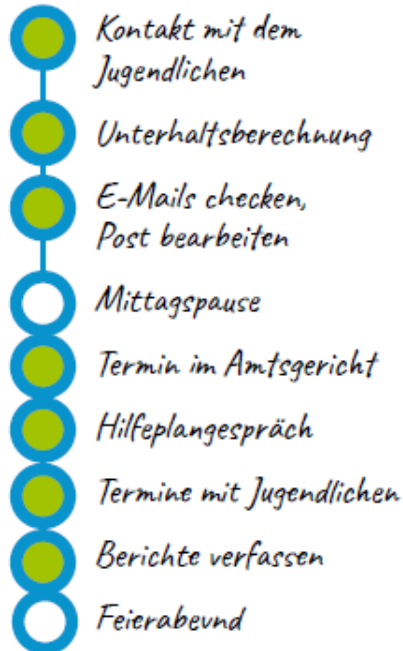 Kontakt mit dem
Jugendlichen
Unterhaltsberechnung
E-Mails checken,
Post bearbeiten
Mittagspause
Termin im Amtsgericht
Hilfeplangespräch
Termine mit Jugendlichen
Berichte verfassen
Feierabevnd